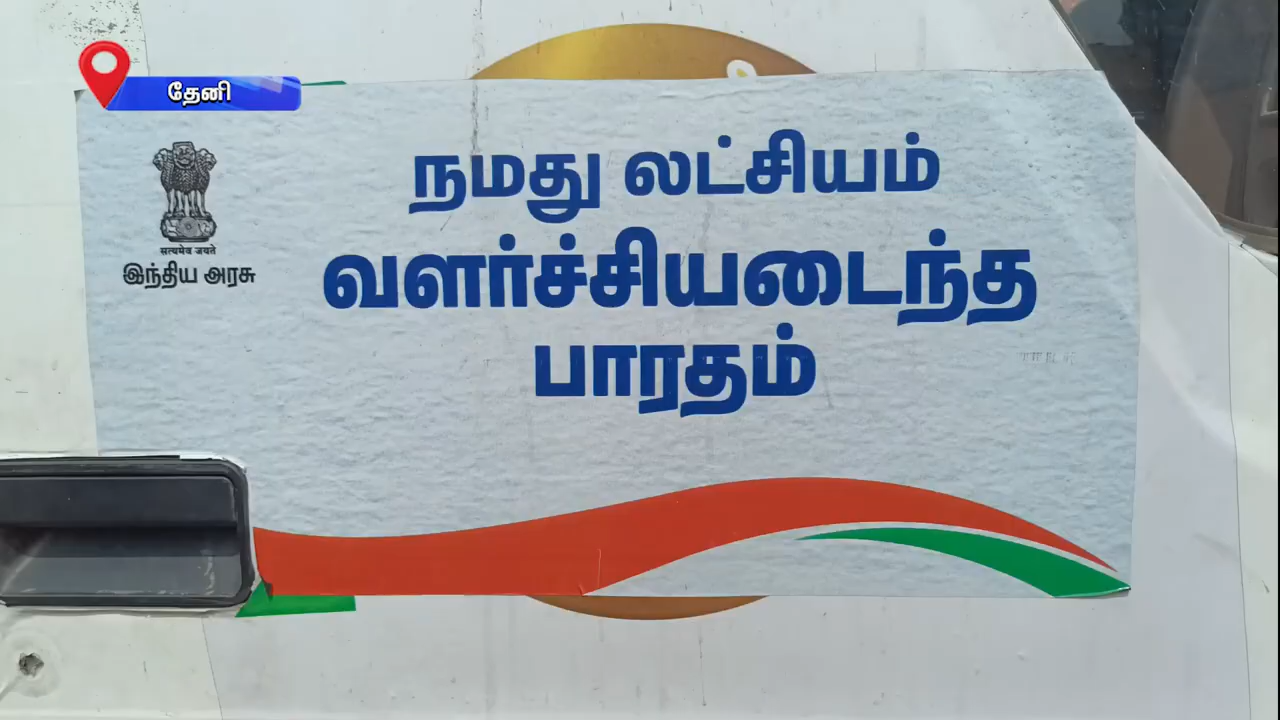 தேனி
நமது லட்சியம்
வளர்ச்சியடைந்த
பாரதம்
सत्यमेव जयते
இந்திய அரசு